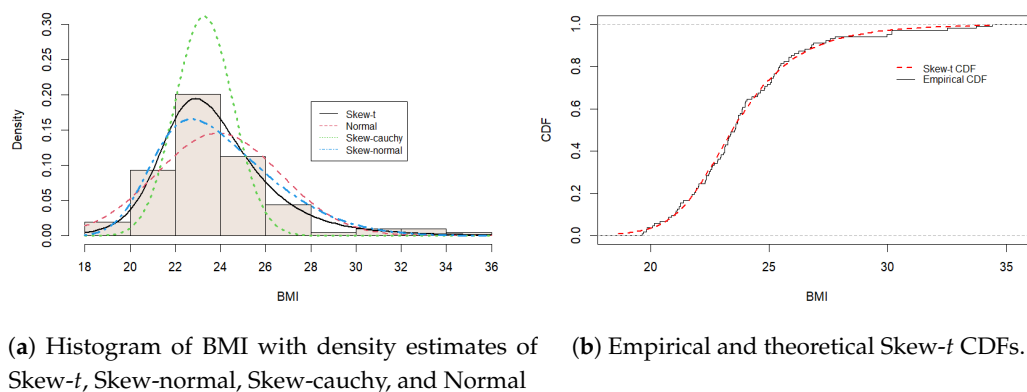 0.30
0.25
0.20
0.15
0.10
0.05
0.00
Density
18 20 22 24 26 28 30 32 34 36
BMI
Skew-t
Normal
Skew-cauchy
Skew-normal
1.0
0.8
0.6
0.4
0.2
0.0
CDF
20 25 30 35
BMI
Skew-t CDF
Empirical CDF
(a) Histogram of BMI with density estimates of
Skew-t, Skew-normal, Skew-cauchy, and Normal
(b) Empirical and theoretical Skew-t CDFs.